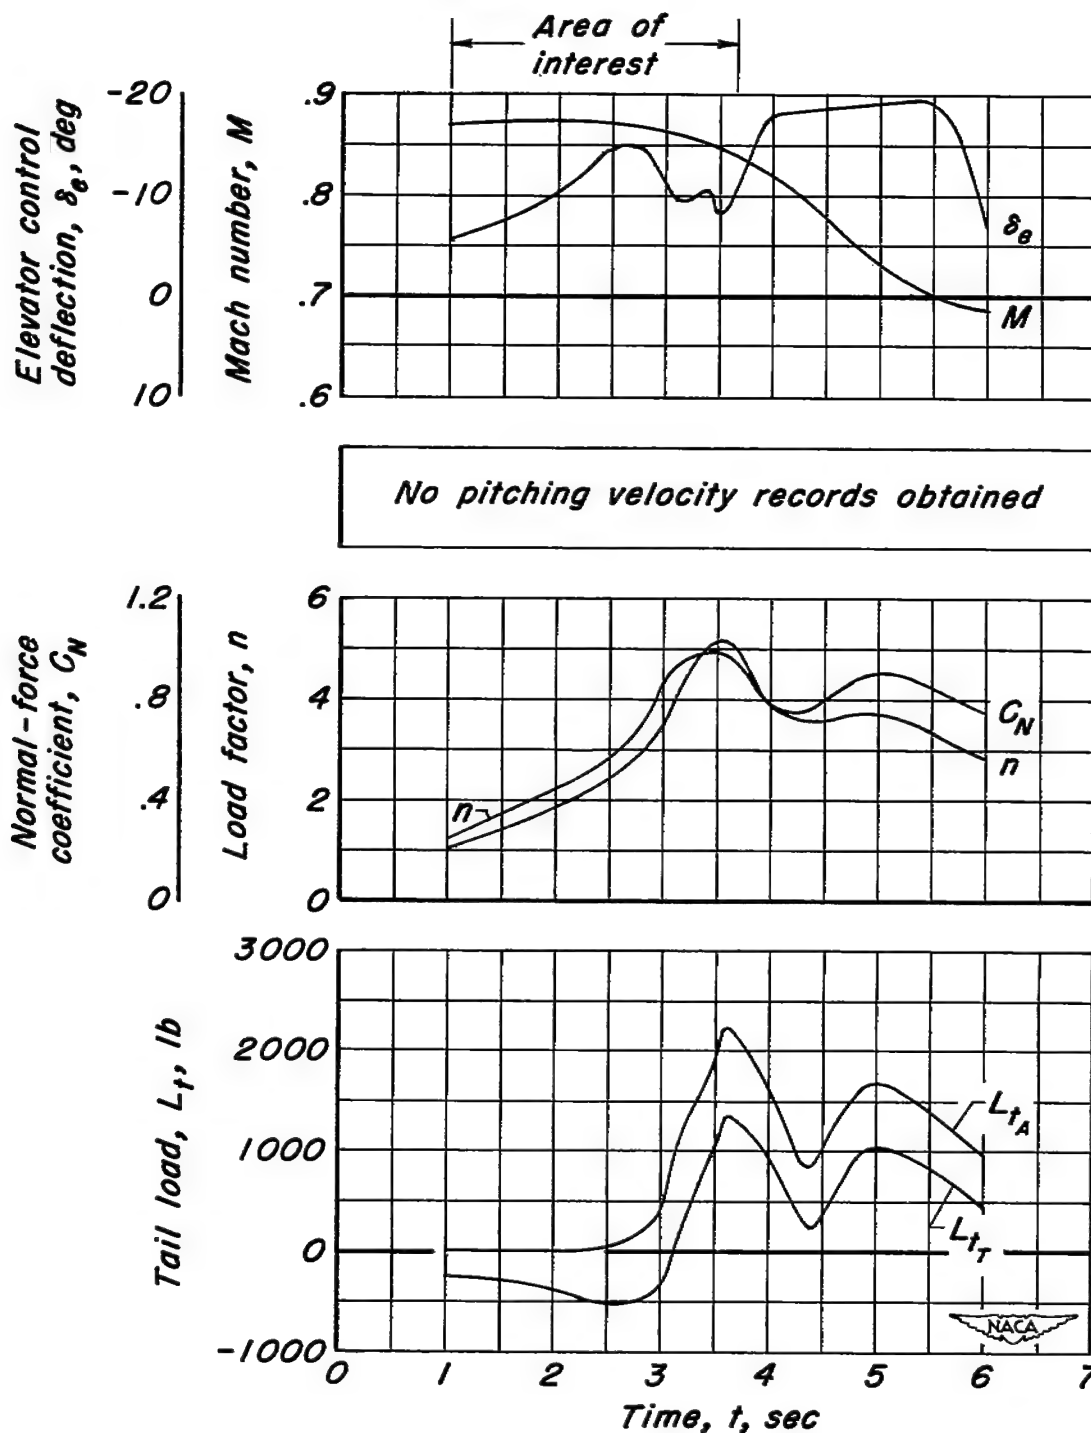 Area of
interest
Elevator control
deflection, δe, deg
-20
-10
0
10
Mach number, M
.9
.8
.7
.6
δe
M
No pitching velocity records obtained
Normal-force
coefficient, CN
1.2
.8
.4
0
Load factor, n
6
4
2
0
n
CN
n
Tail load, Lt, lb
3000
2000
1000
0
-1000
LtA
LtT
NACA
0 1 2 3 4 5 6 7
Time, t, sec